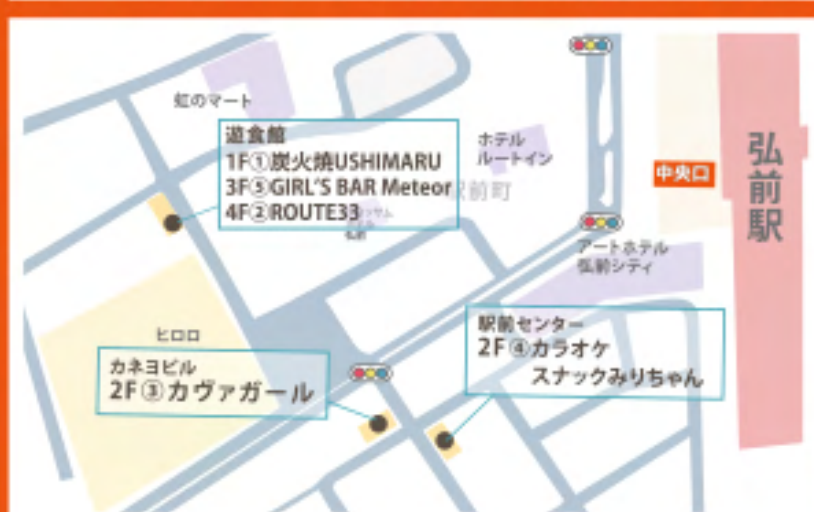 虹のマート
遊食館
1F①炭火焼USHIMARU
3F⑤GIRL'S BAR Meteor
4F②ROUTE33
ホテル
ルートイン
駅前町
中央口
弘前駅
アートホテル
弘前シティ
ヒロロ
カネヨビル
2F③カヴァガール
駅前センター
2F④カラオケ
スナックみりちゃん